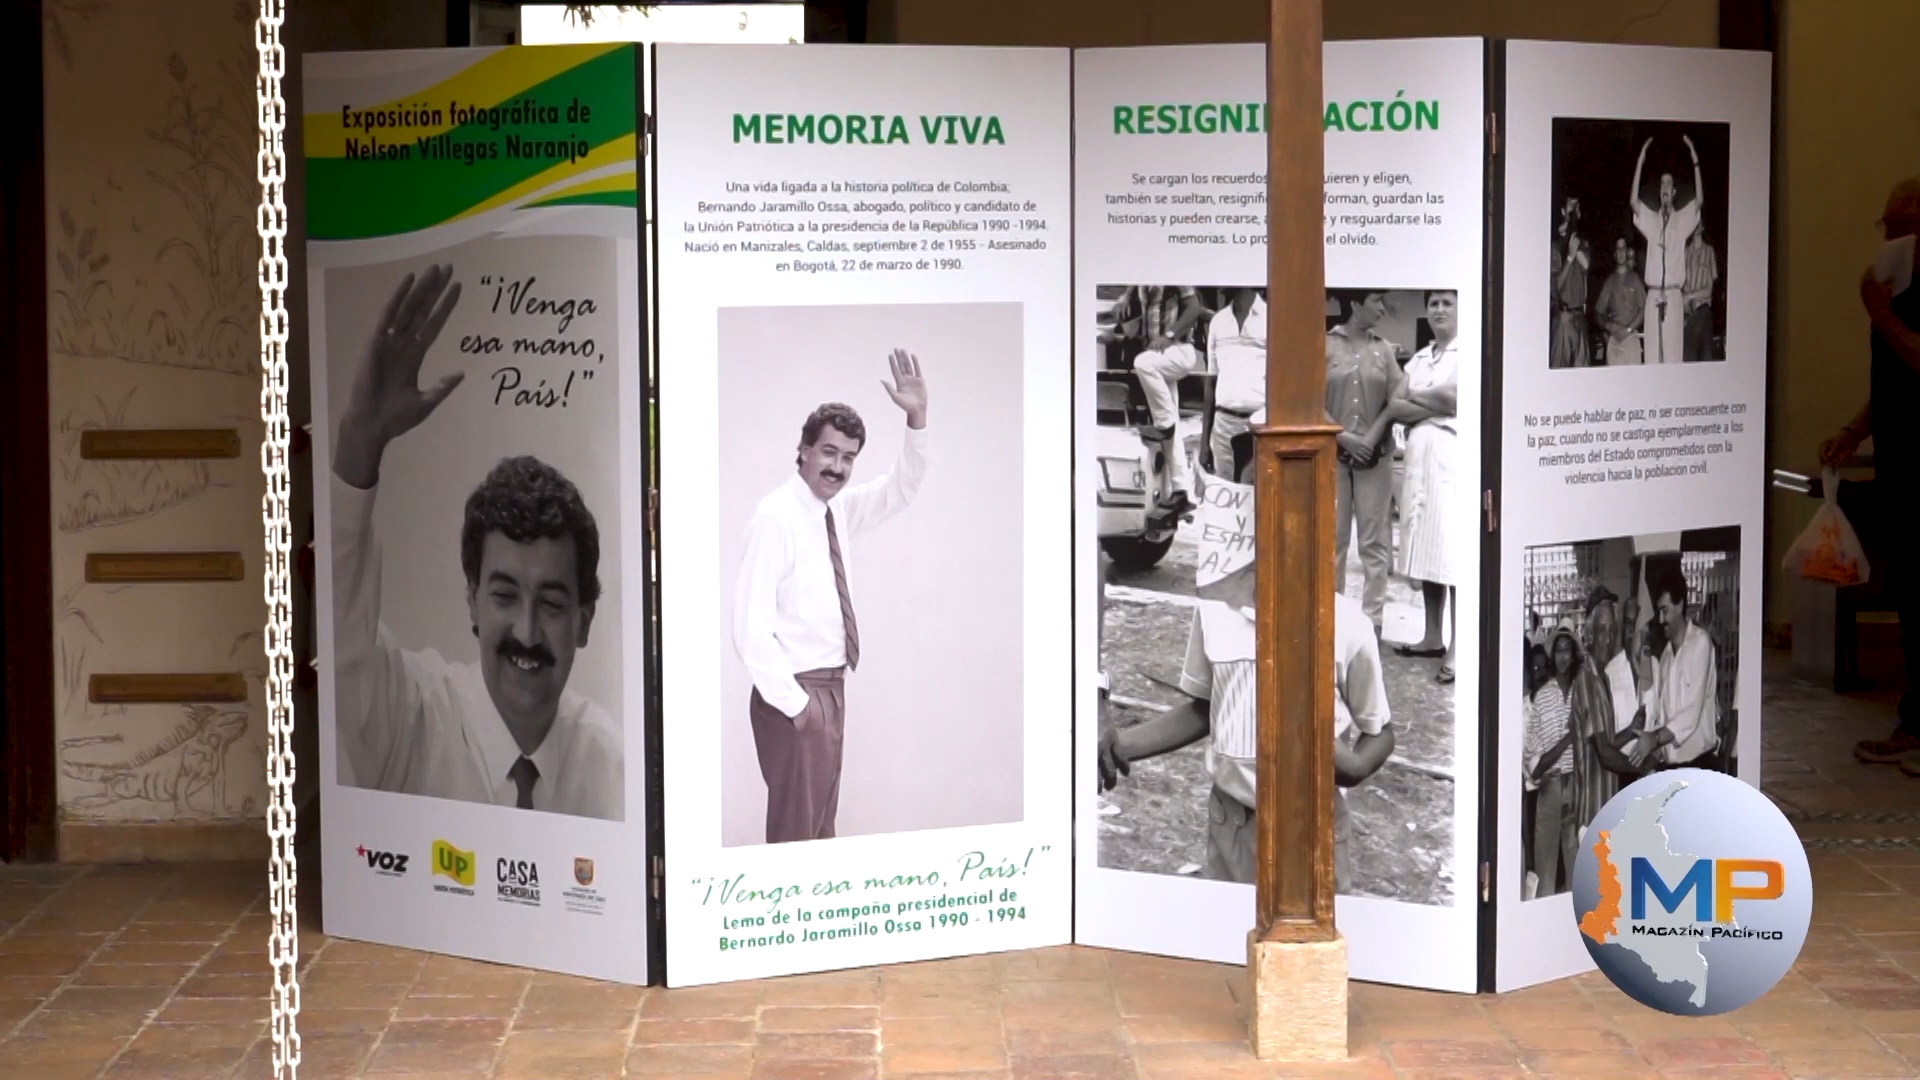 Exposición fotográfica de
Nelson Villegas Naranjo
"¡Venga
esa mano,
País!"
VOZ
UP
UNIÓN PATRIÓTICA
CASA
MEMORIAS
MEMORIA VIVA
Una vida ligada a la historia política de Colombia;
Bernando Jaramillo Ossa, abogado, político y candidato de
la Unión Patriótica a la presidencia de la República 1990 -1994.
Nació en Manizales, Caldas, septiembre 2 de 1955 - Asesinado
en Bogotá, 22 de marzo de 1990.
"¡Venga esa mano, País!"
Lema de la campaña presidencial de
Bernardo Jaramillo Ossa 1990 - 1994
RESIGNI ACIÓN
Se cargan los recuerdos uieren y eligen,
también se sueltan, resignifi forman, guardan las
historias y pueden crearse, y resguardarse las
memorias. Lo pro el olvido.
CON
Y
ESPIT
AL
No se puede hablar de paz, ni ser consecuente con
la paz, cuando no se castiga ejemplarmente a los
miembros del Estado comprometidos con la
violencia hacia la población civil.
MP
MAGAZÍN PACÍFICO